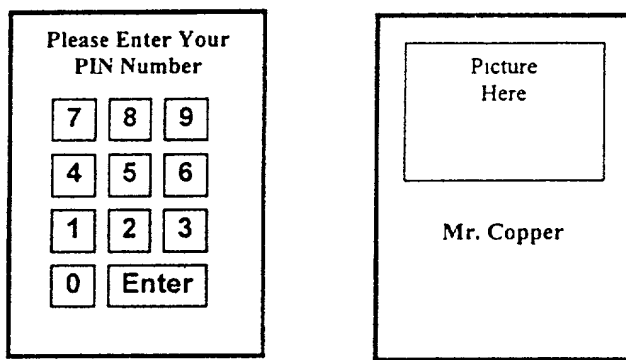 Please Enter Your
PIN Number
7 8 9
4 5 6
1 2 3
0 Enter
Picture
Here
Mr. Copper